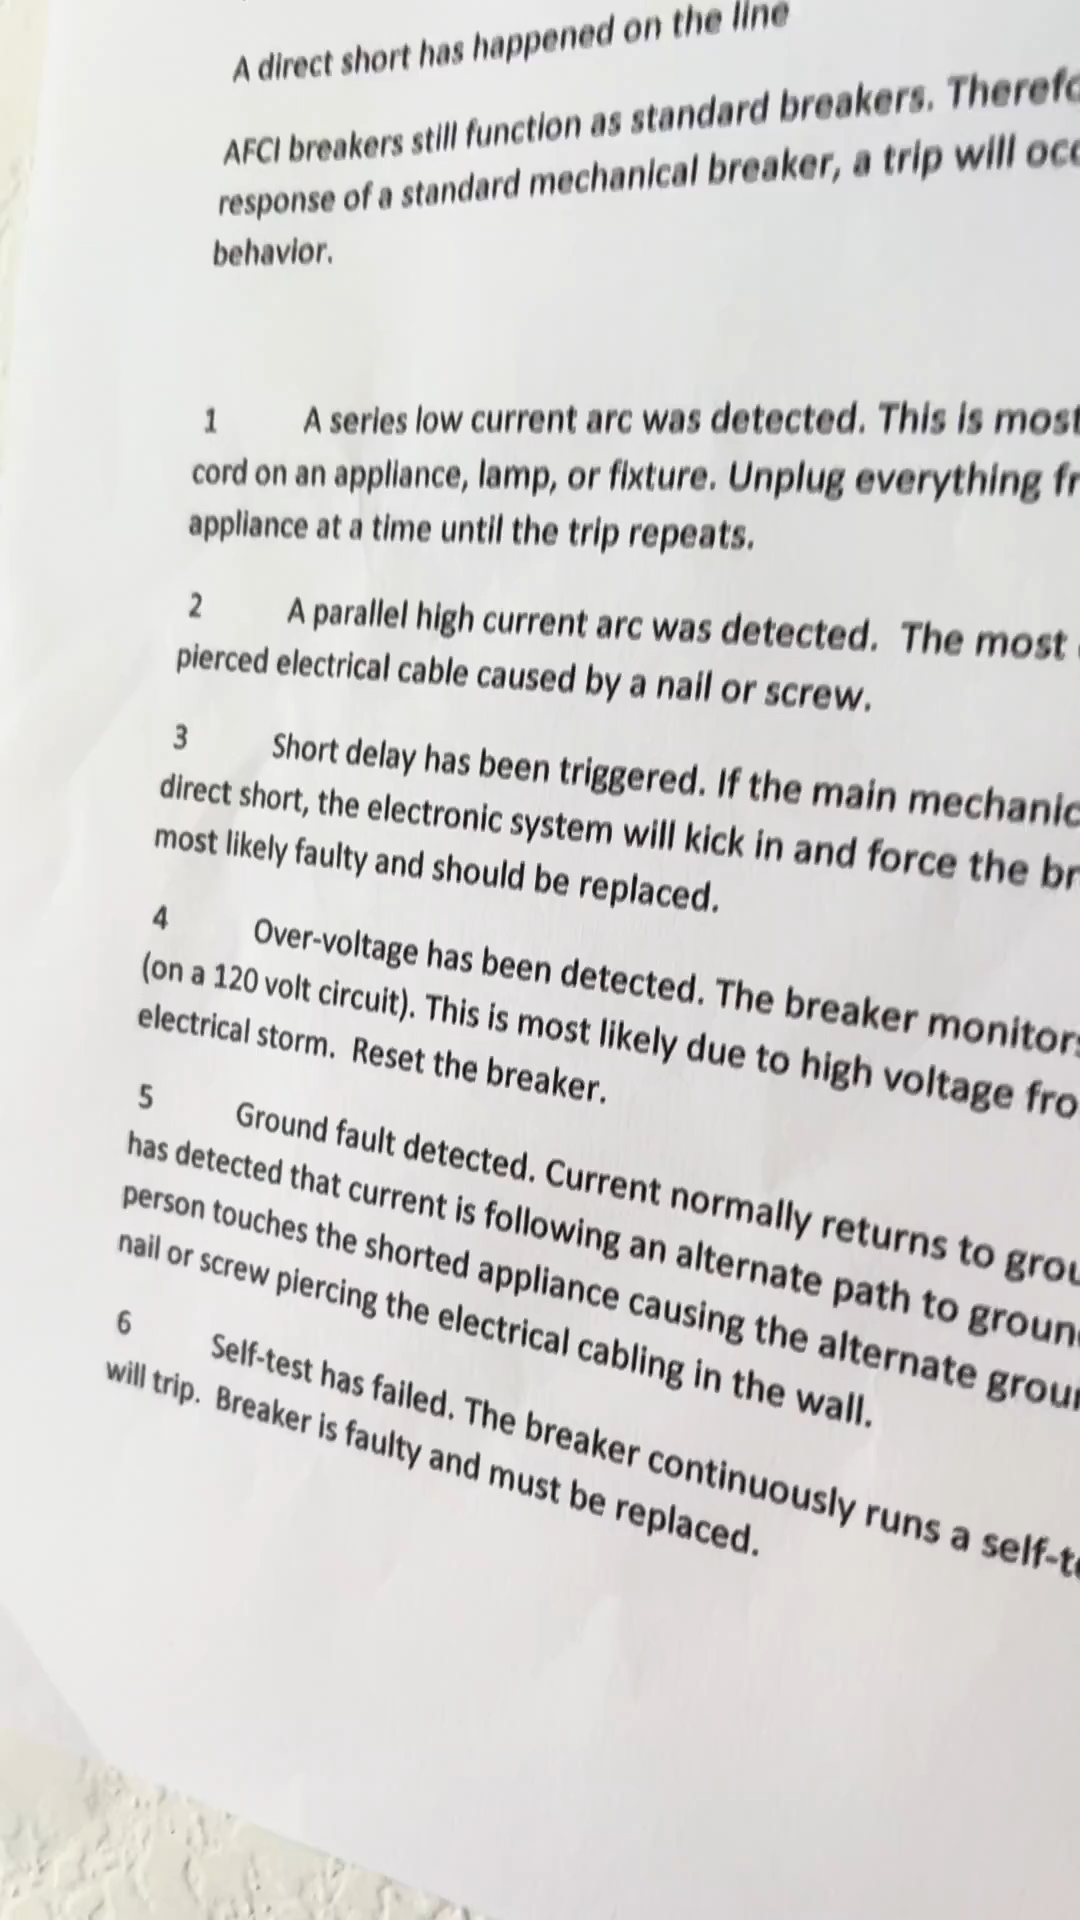 A direct short has happened on the line
AFCI breakers still function as standard breakers. Therefo
response of a standard mechanical breaker, a trip will occ
behavior.
1 A series low current arc was detected. This is most
cord on an appliance, lamp, or fixture. Unplug everything fr
appliance at a time until the trip repeats.
2 A parallel high current arc was detected. The most
pierced electrical cable caused by a nail or screw.
3 Short delay has been triggered. If the main mechanic
direct short, the electronic system will kick in and force the br
most likely faulty and should be replaced.
4 Over-voltage has been detected. The breaker monitors
(on a 120 volt circuit). This is most likely due to high voltage fro
electrical storm. Reset the breaker.
5 Ground fault detected. Current normally returns to grou
has detected that current is following an alternate path to groun
person touches the shorted appliance causing the alternate groun
nail or screw piercing the electrical cabling in the wall.
6 Self-test has failed. The breaker continuously runs a self-te
will trip. Breaker is faulty and must be replaced.